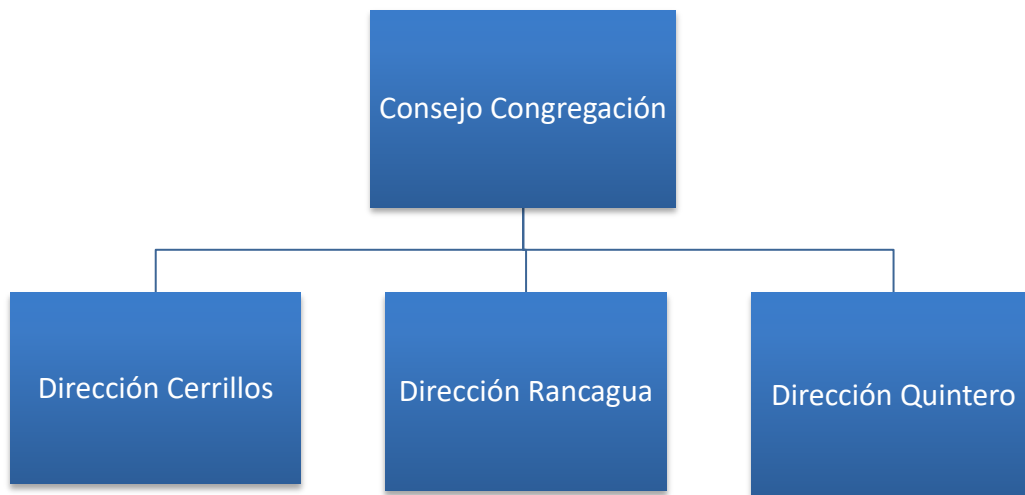 Consejo Congregación
Dirección Cerrillos
Dirección Rancagua
Dirección Quintero